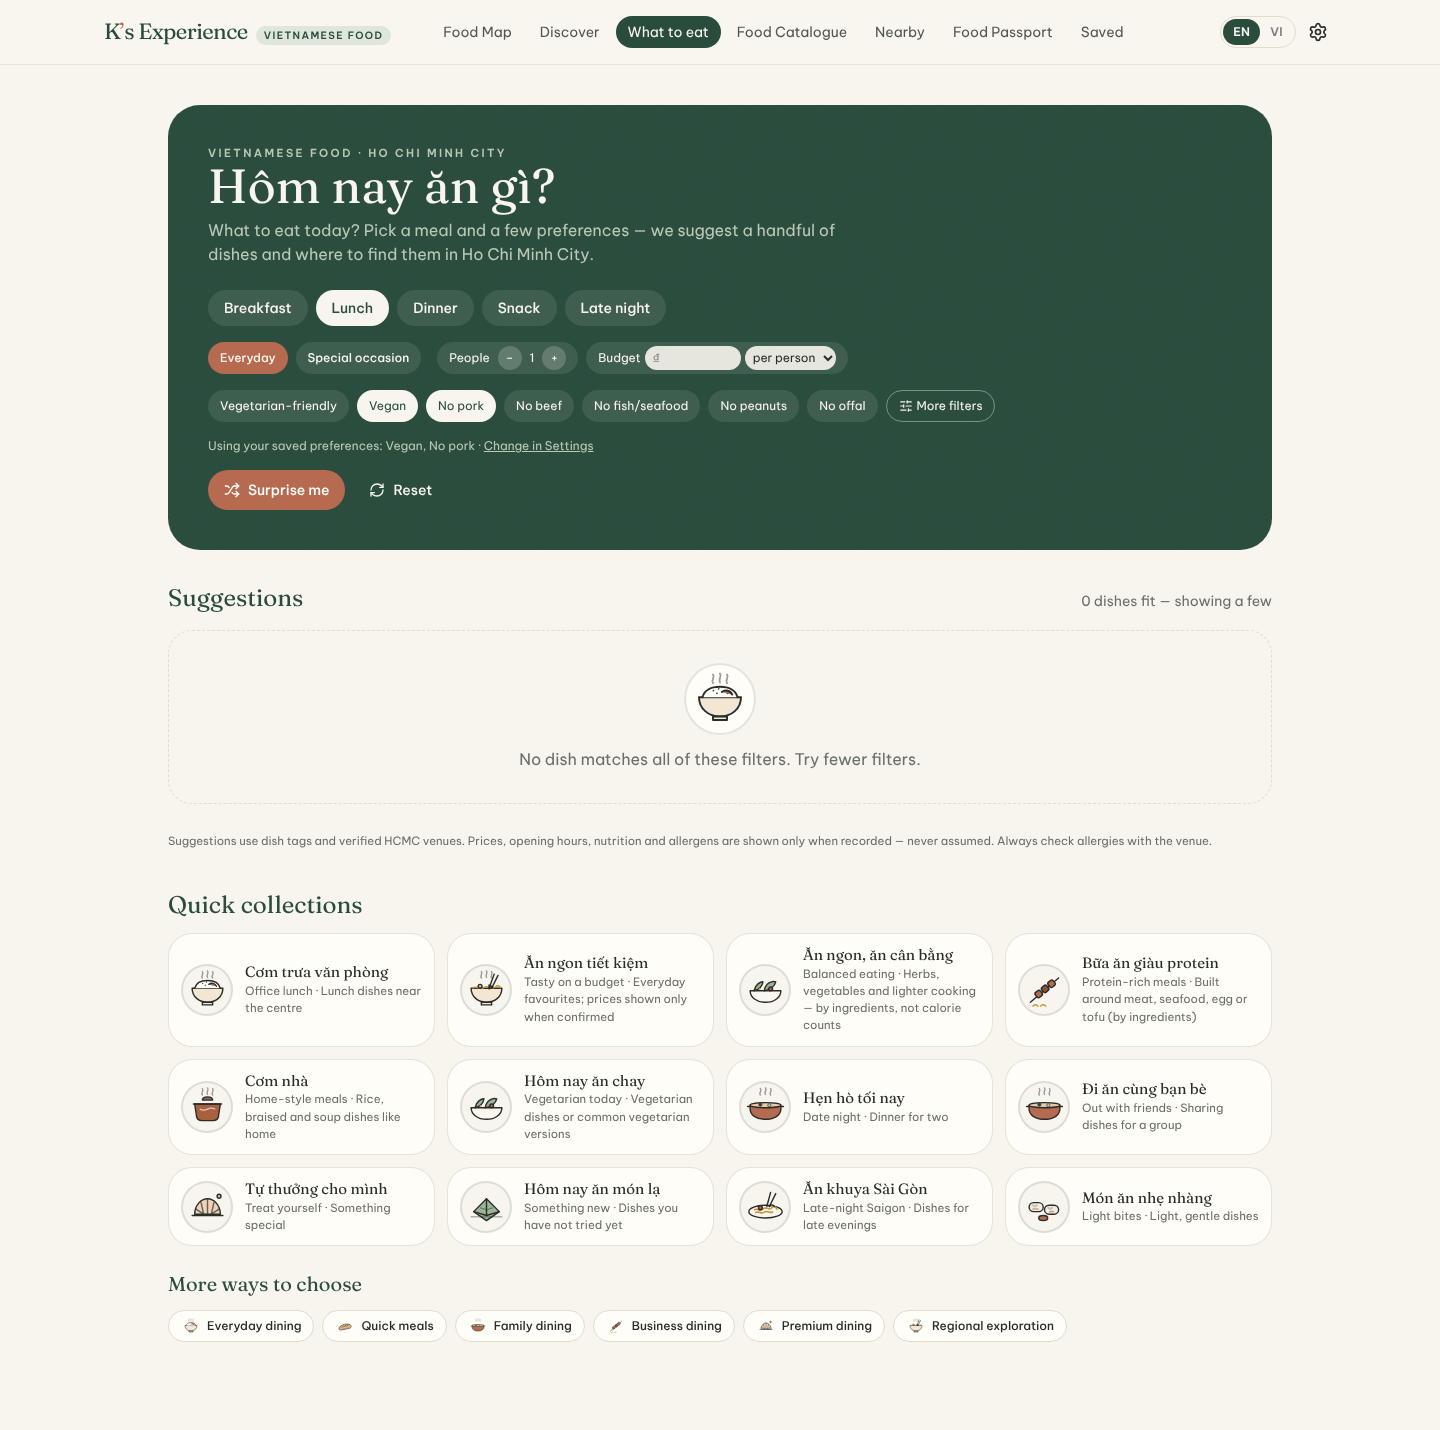 K's Experience VIETNAMESE FOOD
Food Map Discover What to eat Food Catalogue Nearby Food Passport Saved
EN VI
VIETNAMESE FOOD · HO CHI MINH CITY
Hôm nay ăn gì?
What to eat today? Pick a meal and a few preferences — we suggest a handful of
dishes and where to find them in Ho Chi Minh City.
Breakfast Lunch Dinner Snack Late night
Everyday Special occasion People − 1 + Budget đ per person
Vegetarian-friendly Vegan No pork No beef No fish/seafood No peanuts No offal More filters
Using your saved preferences: Vegan, No pork · Change in Settings
Surprise me Reset
Suggestions
0 dishes fit — showing a few
No dish matches all of these filters. Try fewer filters.
Suggestions use dish tags and verified HCMC venues. Prices, opening hours, nutrition and allergens are shown only when recorded — never assumed. Always check allergies with the venue.
Quick collections
Cơm trưa văn phòng
Office lunch · Lunch dishes near
the centre
Ăn ngon tiết kiệm
Tasty on a budget · Everyday
favourites; prices shown only
when confirmed
Ăn ngon, ăn cân bằng
Balanced eating · Herbs,
vegetables and lighter cooking
— by ingredients, not calorie
counts
Bữa ăn giàu protein
Protein-rich meals · Built
around meat, seafood, egg or
tofu (by ingredients)
Cơm nhà
Home-style meals · Rice,
braised and soup dishes like
home
Hôm nay ăn chay
Vegetarian today · Vegetarian
dishes or common vegetarian
versions
Hẹn hò tối nay
Date night · Dinner for two
Đi ăn cùng bạn bè
Out with friends · Sharing
dishes for a group
Tự thưởng cho mình
Treat yourself · Something
special
Hôm nay ăn món lạ
Something new · Dishes you
have not tried yet
Ăn khuya Sài Gòn
Late-night Saigon · Dishes for
late evenings
Món ăn nhẹ nhàng
Light bites · Light, gentle dishes
More ways to choose
Everyday dining Quick meals Family dining Business dining Premium dining Regional exploration